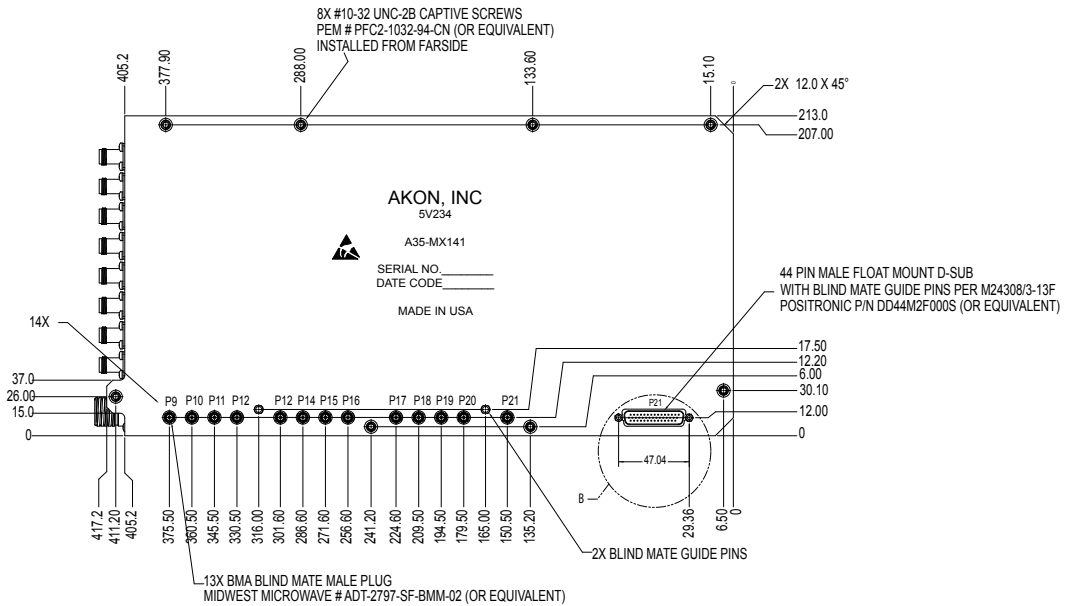 8X #10-32 UNC-2B CAPTIVE SCREWS
PEM # PFC2-1032-94-CN (OR EQUIVALENT)
INSTALLED FROM FARSIDE
405.2
377.90
288.00
133.60
15.10
0
2X 12.0 X 45°
213.0
207.00
AKON, INC
5V234
A35-MX141
SERIAL NO.________
DATE CODE________
MADE IN USA
44 PIN MALE FLOAT MOUNT D-SUB
WITH BLIND MATE GUIDE PINS PER M24308/3-13F
POSITRONIC P/N DD44M2F000S (OR EQUIVALENT)
14X
17.50
12.20
6.00
30.10
12.00
0
37.0
26.00
15.0
0
P9 P10 P11 P12 P12 P14 P15 P16 P17 P18 P19 P20 P21
P21
47.04
B
417.2
411.20
405.2
375.50
360.50
345.50
330.50
316.00
301.60
286.60
271.60
256.60
241.20
224.60
209.50
194.50
179.50
165.00
150.50
135.20
29.36
6.50
0
2X BLIND MATE GUIDE PINS
13X BMA BLIND MATE MALE PLUG
MIDWEST MICROWAVE # ADT-2797-SF-BMM-02 (OR EQUIVALENT)